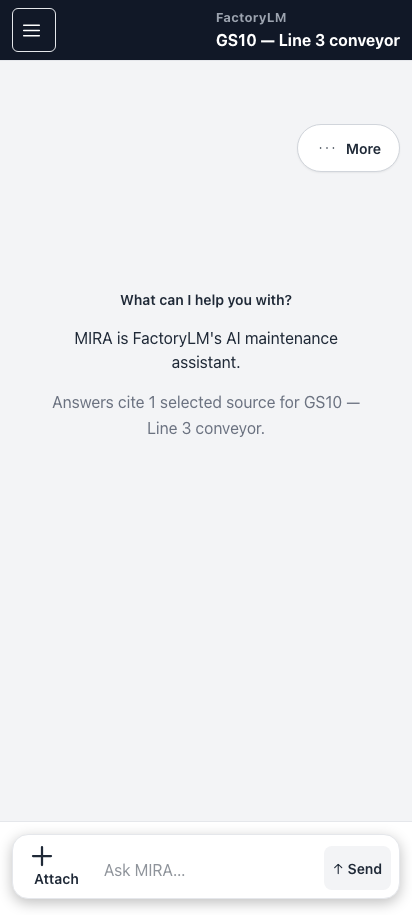 FactoryLM
GS10 — Line 3 conveyor
··· More
What can I help you with?
MIRA is FactoryLM's AI maintenance
assistant.
Answers cite 1 selected source for GS10 —
Line 3 conveyor.
Attach
Ask MIRA...
↑ Send